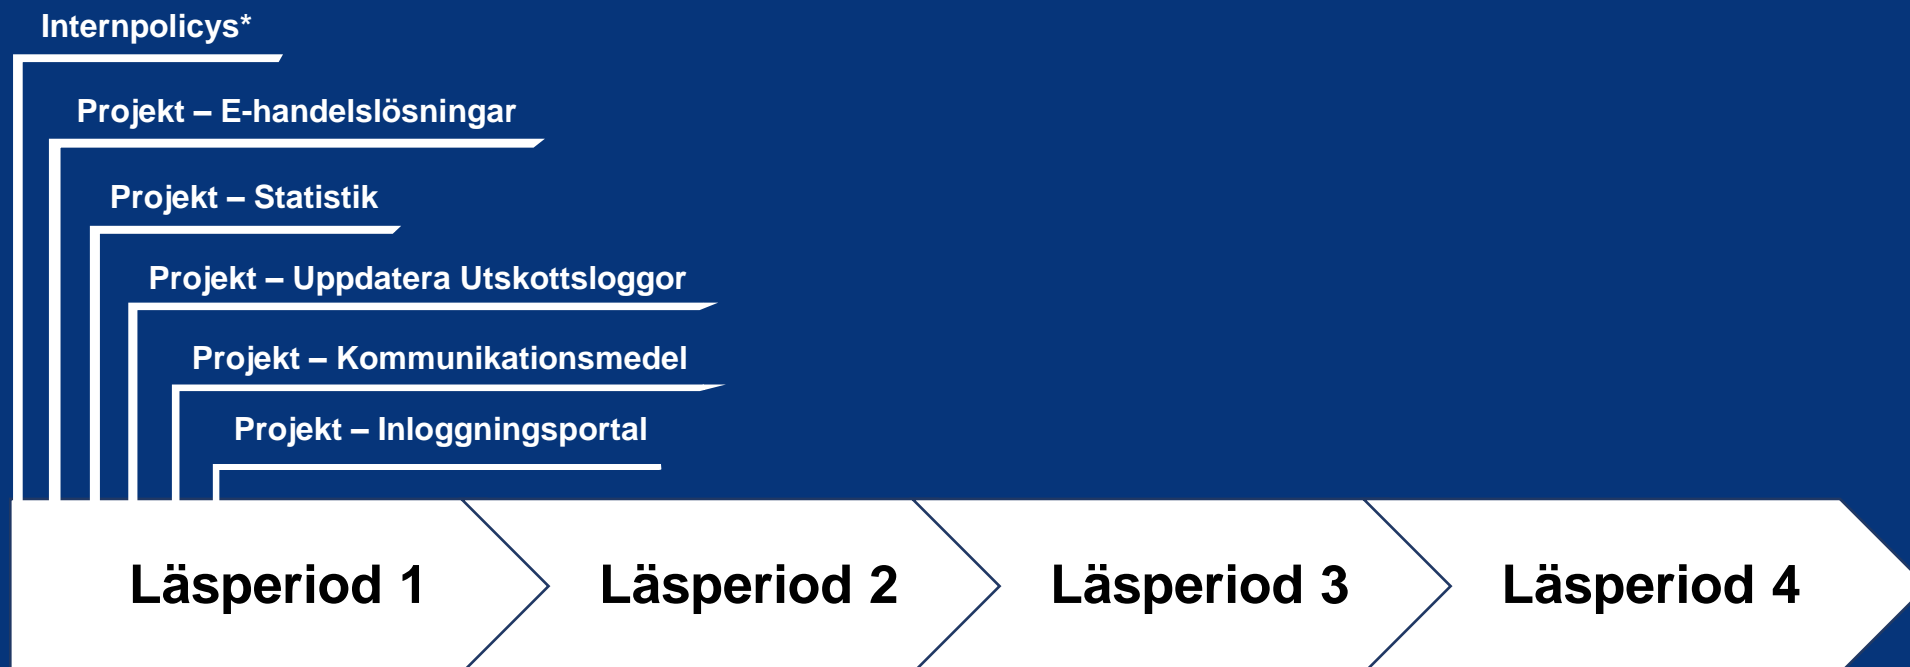 Internpolicys*
Projekt – E-handelslösningar
Projekt – Statistik
Projekt – Uppdatera Utskottsloggor
Projekt – Kommunikationsmedel
Projekt – Inloggningsportal
Läsperiod 1
Läsperiod 2
Läsperiod 3
Läsperiod 4